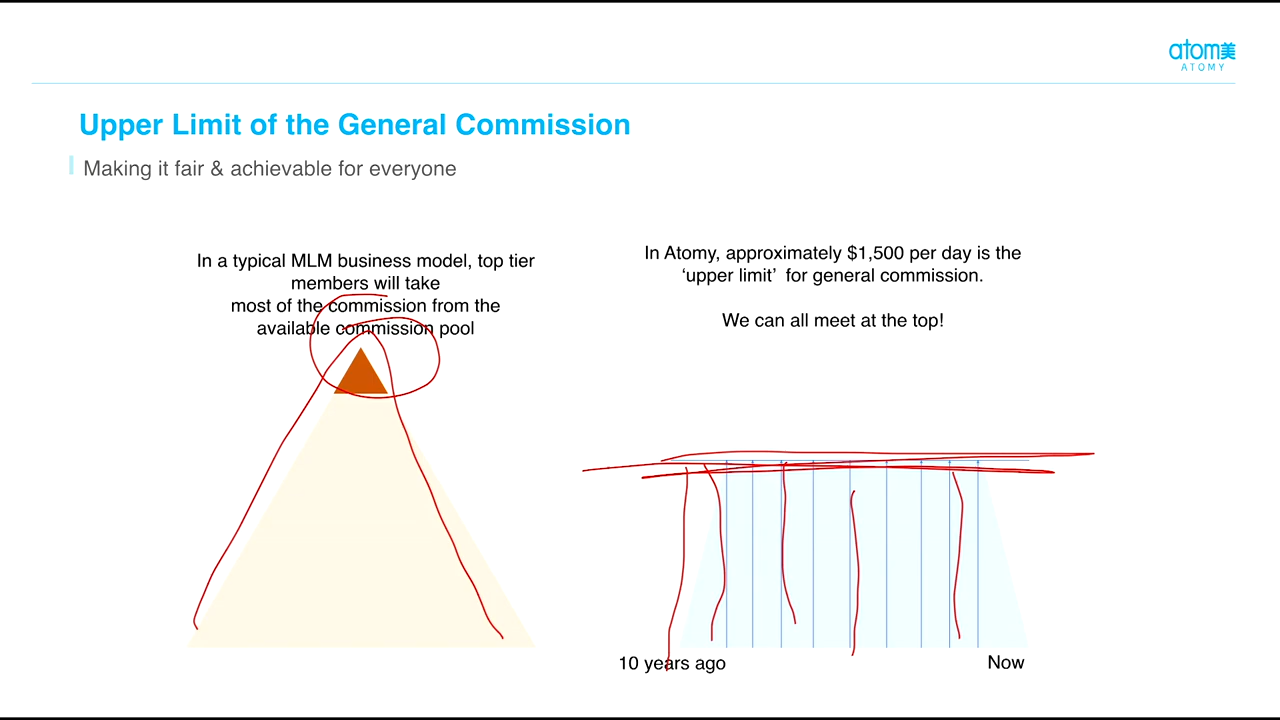 atom美
ATOMY
Upper Limit of the General Commission
Making it fair & achievable for everyone
In a typical MLM business model, top tier
members will take
most of the commission from the
available commission pool
In Atomy, approximately $1,500 per day is the
‘upper limit’ for general commission.
We can all meet at the top!
10 years ago
Now